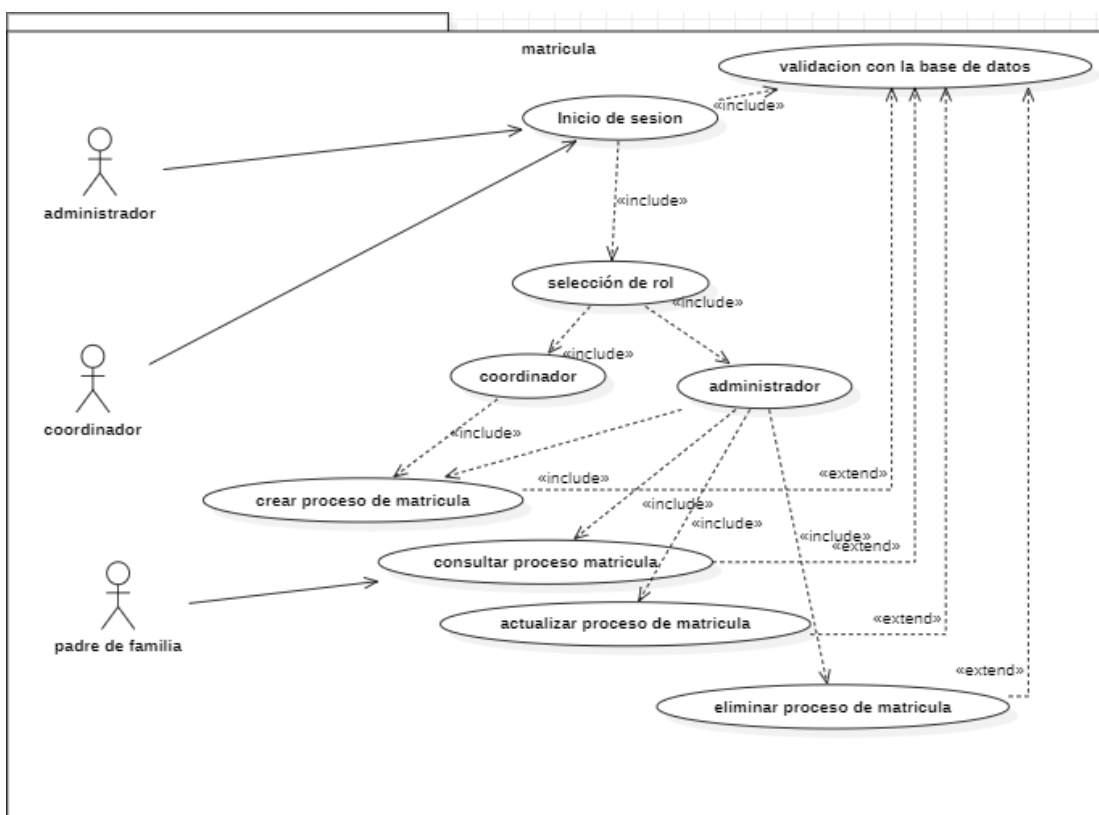 matricula
validacion con la base de datos
«include»
Inicio de sesion
administrador
«include»
selección de rol
«include»
«include»
coordinador
administrador
coordinador
«include»
«include»
«extend»
crear proceso de matricula
«include»
«include»
«include»
«extend»
consultar proceso matricula
actualizar proceso de matricula
«extend»
padre de familia
«extend»
eliminar proceso de matricula